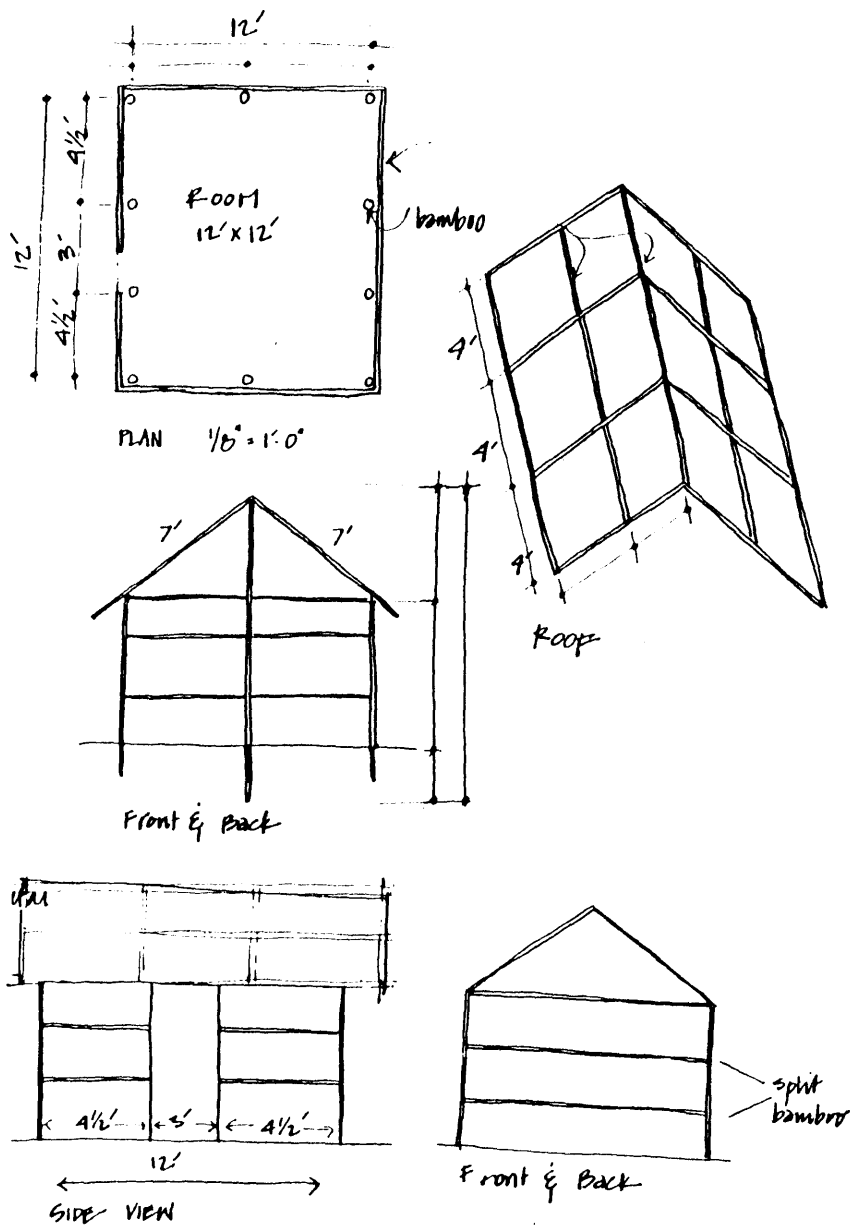 12'
4½'
12'
3'
4½'
ROOM
12' x 12'
bamboo
PLAN 1/8" = 1'-0"
4'
4'
4'
ROOF
7'
7'
Front & Back
4½'
3'
4½'
12'
SIDE VIEW
split
bamboo
Front & Back